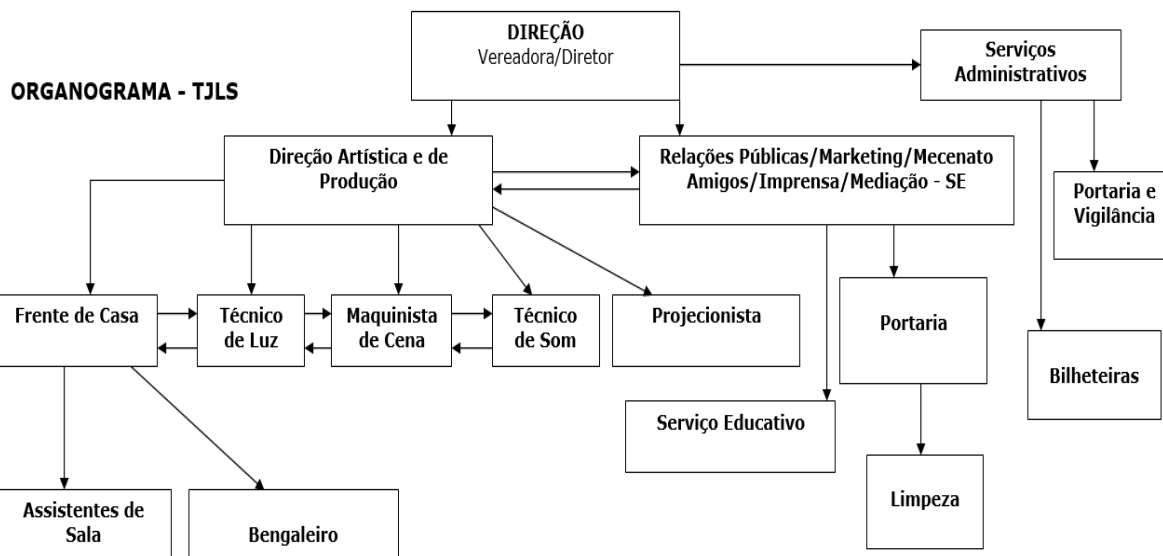 DIREÇÃO
Vereadora/Diretor
Serviços
Administrativos
ORGANOGRAMA - TJLS
Direção Artística e de
Produção
Relações Públicas/Marketing/Mecenato
Amigos/Imprensa/Mediação - SE
Portaria e
Vigilância
Frente de Casa
Técnico
de Luz
Maquinista
de Cena
Técnico
de Som
Projecionista
Portaria
Bilheteiras
Serviço Educativo
Limpeza
Assistentes de
Sala
Bengaleiro